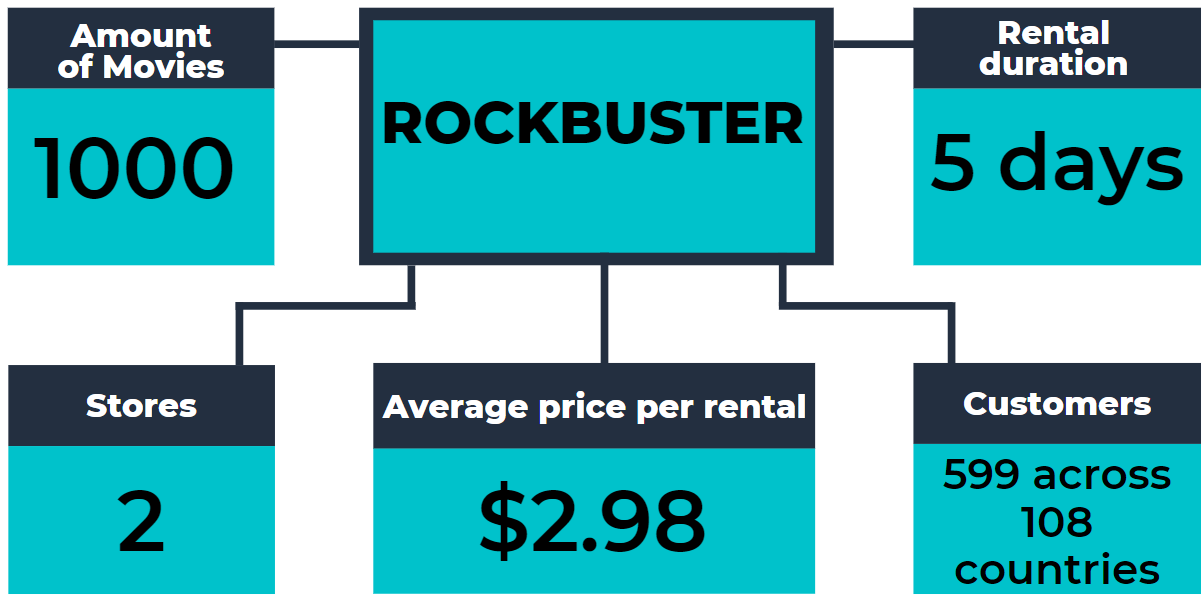 Amount
of Movies
1000
ROCKBUSTER
Rental
duration
5 days
Stores
2
Average price per rental
$2.98
Customers
599 across
108
countries